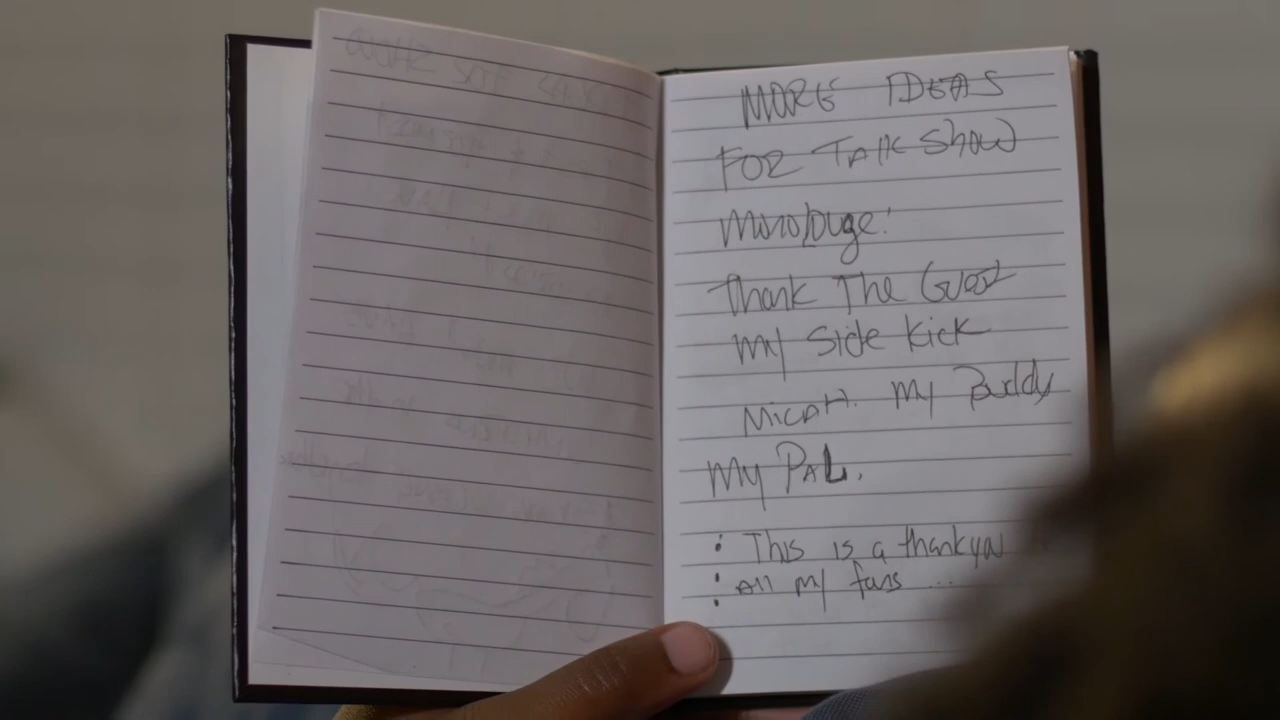 MORE IDEAS
FOR TAlK Show
Monolouge:
Thank The Guest
My Side Kick
MicAH. My Buddy
My PAL.
: This is a thankyou
: All my fans ...